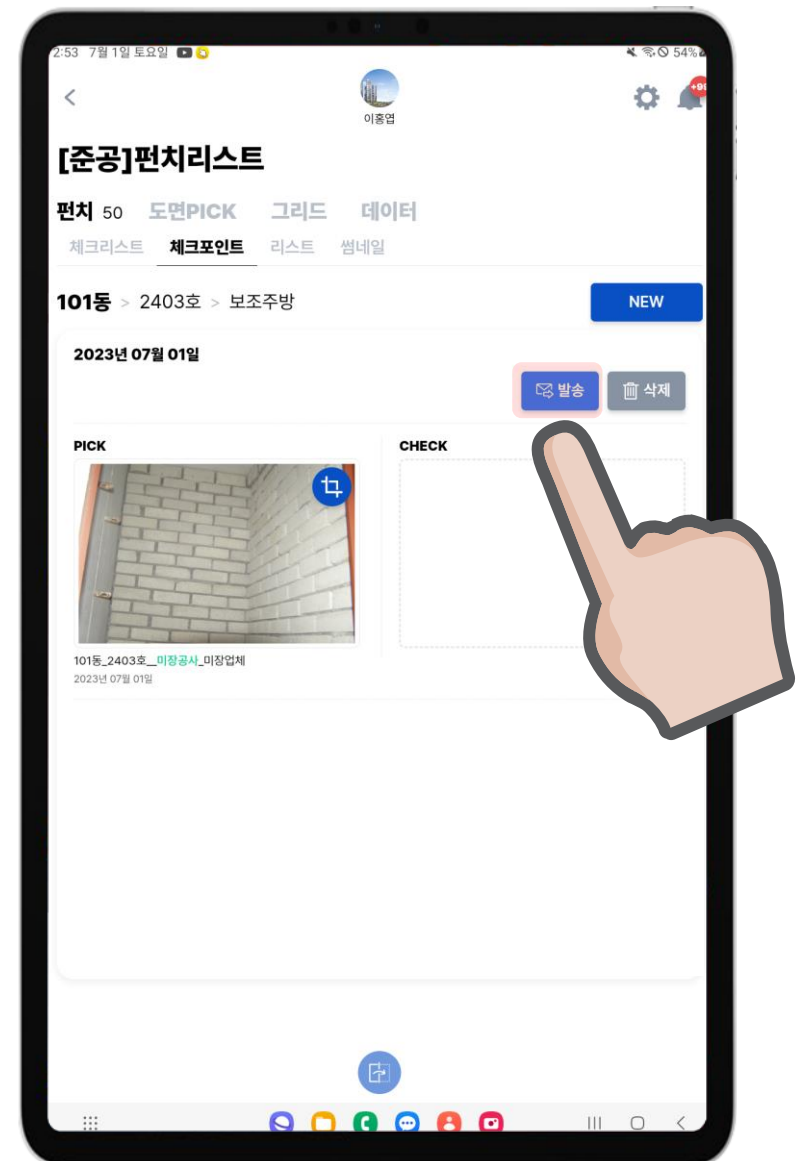 2:53 7월 1일 토요일
54%
+99
이홍엽
[준공]펀치리스트
펀치 50 도면PICK 그리드 데이터
체크리스트 체크포인트 리스트 썸네일
101동 > 2403호 > 보조주방
NEW
2023년 07월 01일
발송 삭제
PICK CHECK
101동_2403호__미장공사_미장업체
2023년 07월 01일